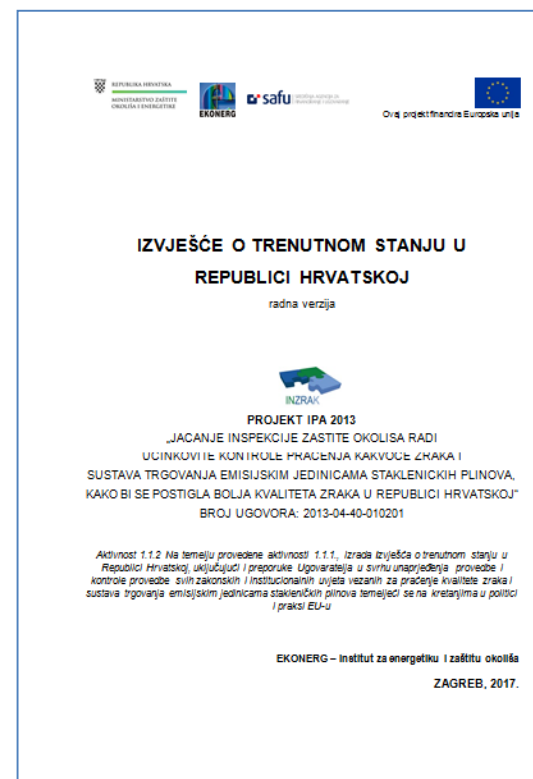 REPUBLIKA HRVATSKA
MINISTARSTVO ZAŠTITE
OKOLIŠA I ENERGETIKE
EKONERG
safu
Ovaj projekt financira Europska unija
IZVJEŠĆE O TRENUTNOM STANJU U
REPUBLICI HRVATSKOJ
radna verzija
INZRAK
PROJEKT IPA 2013
„JAČANJE INSPEKCIJE ZAŠTITE OKOLIŠA RADI
UČINKOVITE KONTROLE PRAĆENJA KAKVOĆE ZRAKA I
SUSTAVA TRGOVANJA EMISIJSKIM JEDINICAMA STAKLENIČKIH PLINOVA,
KAKO BI SE POSTIGLA BOLJA KVALITETA ZRAKA U REPUBLICI HRVATSKOJ“
BROJ UGOVORA: 2013-04-40-010201
Aktivnost 1.1.2 Na temelju provedene aktivnosti 1.1.1., Izrada Izvješća o trenutnom stanju u
Republici Hrvatskoj, uključujući i preporuke Ugovaratelja u svrhu unaprjeđenja provedbe i
kontrole provedbe svih zakonskih i institucionalnih uvjeta vezanih za praćenje kvalitete zraka i
sustava trgovanja emisijskim jedinicama stakleničkih plinova temeljeći se na kretanjima u politici
i praksi EU-u
EKONERG – Institut za energetiku i zaštitu okoliša
ZAGREB, 2017.